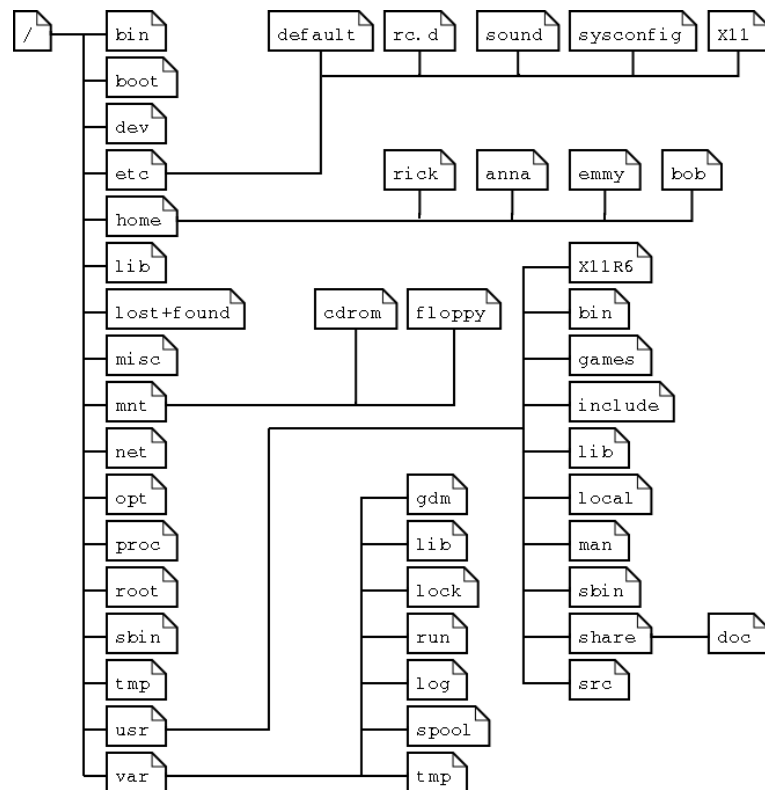 / bin default rc.d sound sysconfig X11
boot
dev
etc rick anna emmy bob
home
lib X11R6
lost+found cdrom floppy bin
misc games
mnt include
net lib
opt gdm local
proc lib man
root lock sbin
sbin run share doc
tmp log src
usr spool
var tmp